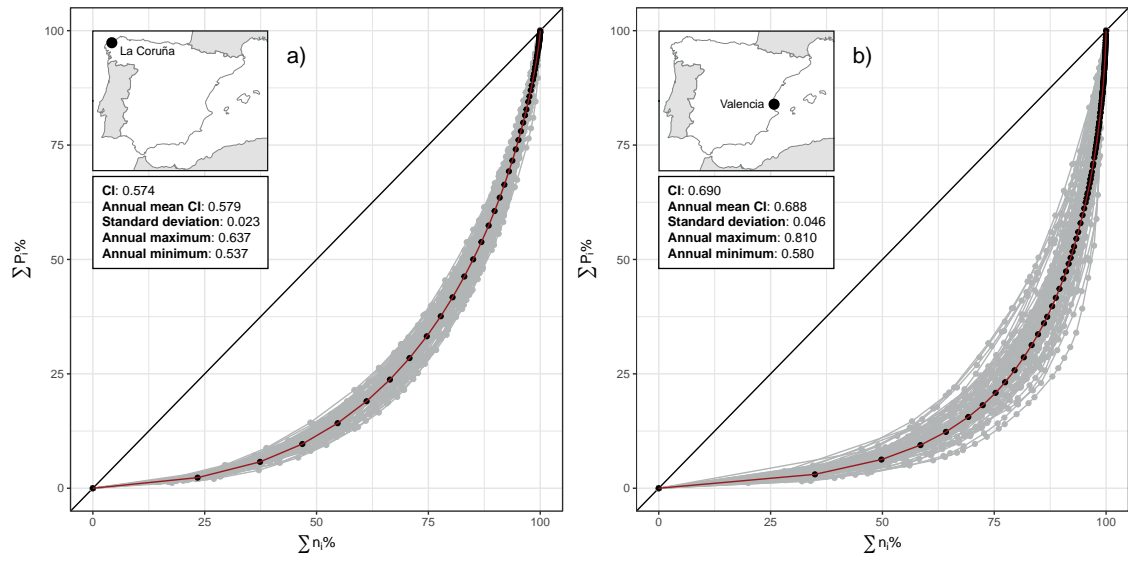 a)
La Coruña
CI: 0.574
Annual mean CI: 0.579
Standard deviation: 0.023
Annual maximum: 0.637
Annual minimum: 0.537
100
75
50
25
0
∑Pᵢ%
0 25 50 75 100
∑nᵢ%
b)
Valencia
CI: 0.690
Annual mean CI: 0.688
Standard deviation: 0.046
Annual maximum: 0.810
Annual minimum: 0.580
100
75
50
25
0
∑Pᵢ%
0 25 50 75 100
∑nᵢ%